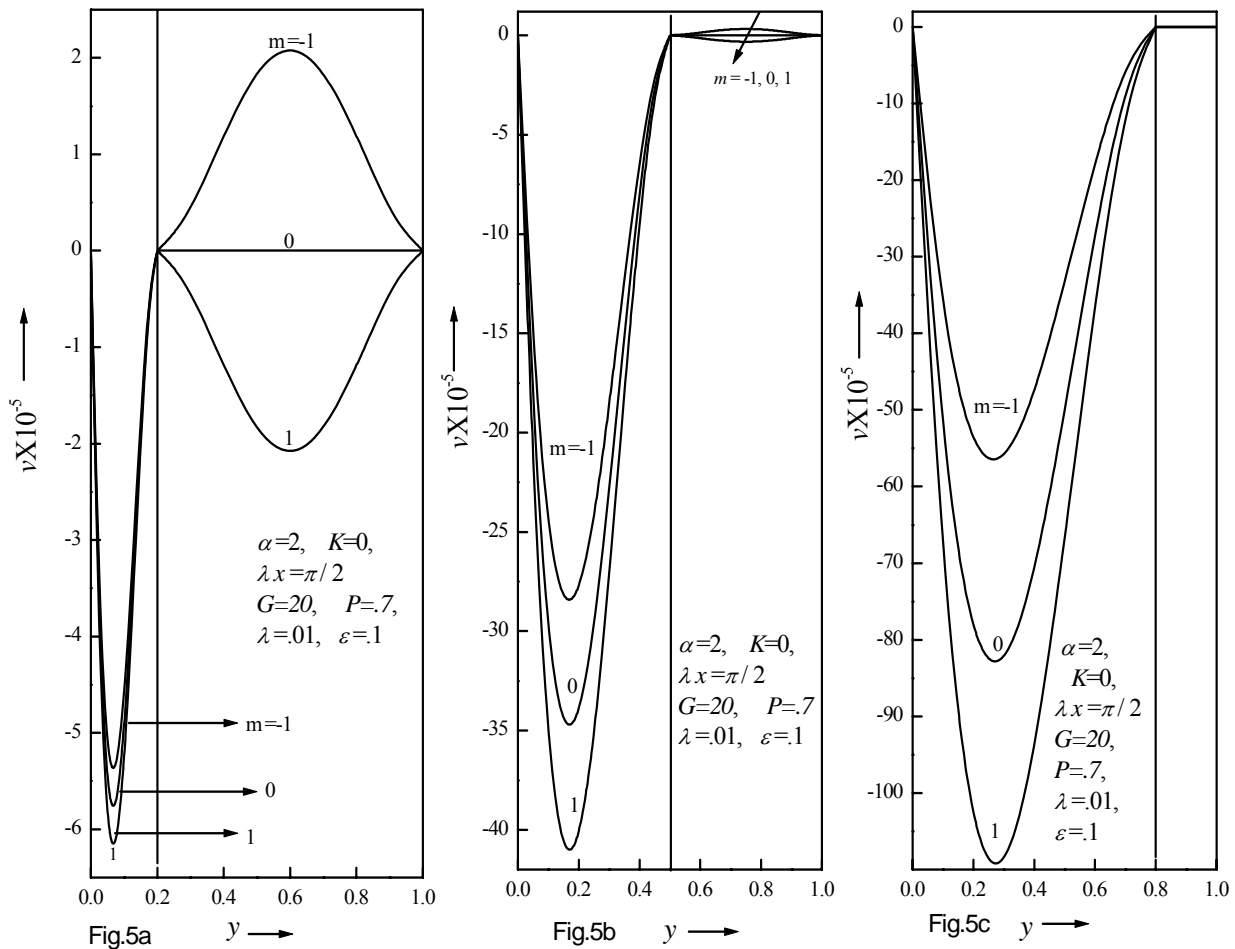 2
1
0
-1
-2
-3
-4
-5
-6
vX10⁻⁵
m=-1
0
1
α=2, K=0,
λx=π/2
G=20, P=.7,
λ=.01, ε=.1
m=-1
0
1
1
0.0 0.2 0.4 0.6 0.8 1.0
Fig.5a y
0
-5
-10
-15
-20
-25
-30
-35
-40
vX10⁻⁵
m = -1, 0, 1
m=-1
0
1
α=2, K=0,
λx=π/2
G=20, P=.7
λ=.01, ε=.1
0.0 0.2 0.4 0.6 0.8 1.0
Fig.5b y
0
-10
-20
-30
-40
-50
-60
-70
-80
-90
-100
vX10⁻⁵
m=-1
0
1
α=2,
K=0,
λx=π/2
G=20,
P=.7,
λ=.01,
ε=.1
0.0 0.2 0.4 0.6 0.8 1.0
Fig.5c y